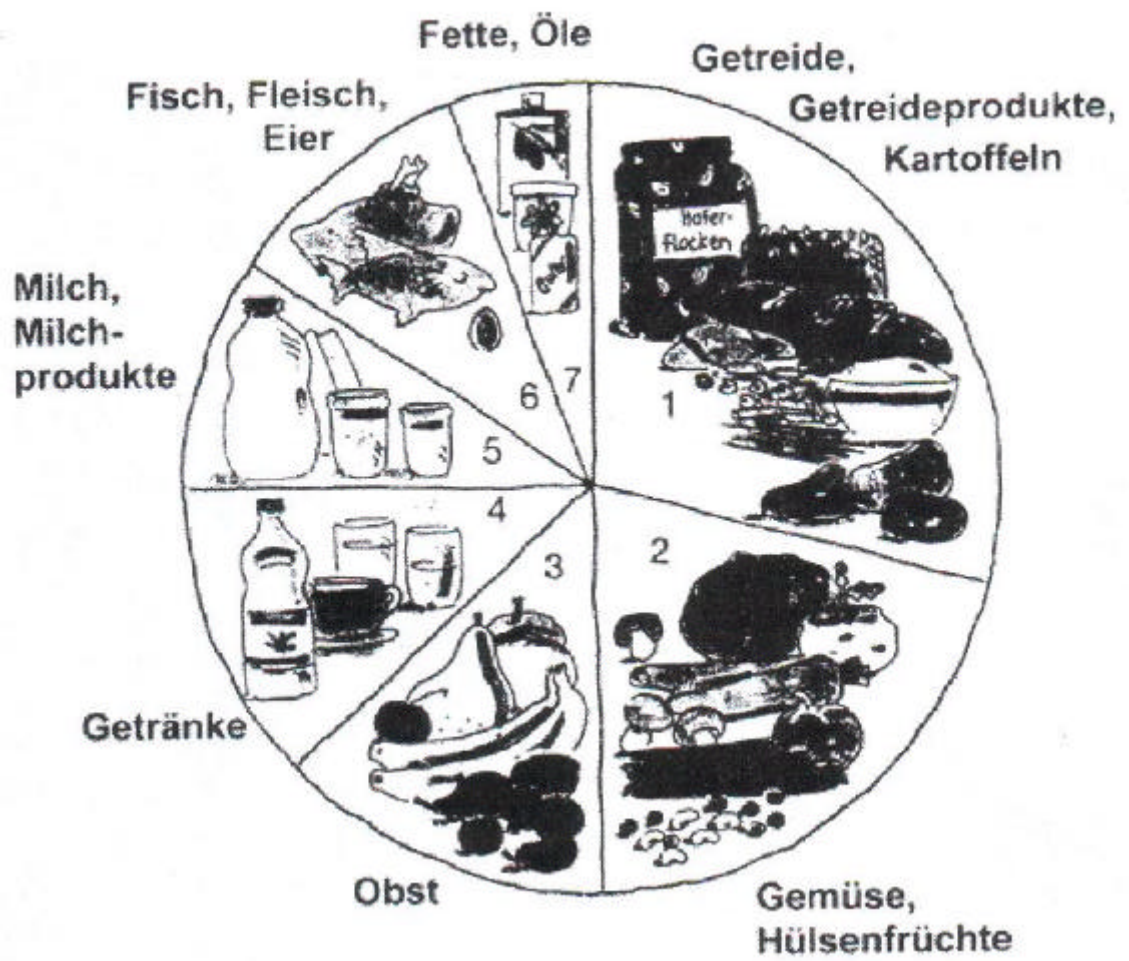 Fette, Öle
Getreide,
Getreideprodukte,
Kartoffeln
Fisch, Fleisch,
Eier
Hafer-
flocken
Milch,
Milch-
produkte
7
6
1
5
4
3
2
Getränke
Obst
Gemüse,
Hülsenfrüchte